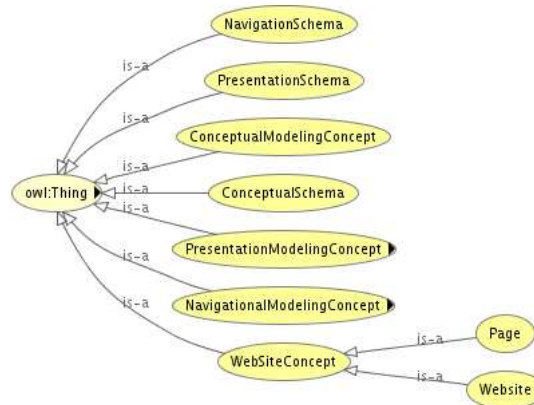 NavigationSchema
is-a
PresentationSchema
is-a
ConceptualModelingConcept
is-a
owl:Thing
is-a
ConceptualSchema
is-a
PresentationModelingConcept
is-a
NavigationalModelingConcept
is-a
WebSiteConcept
is-a
Page
is-a
Website